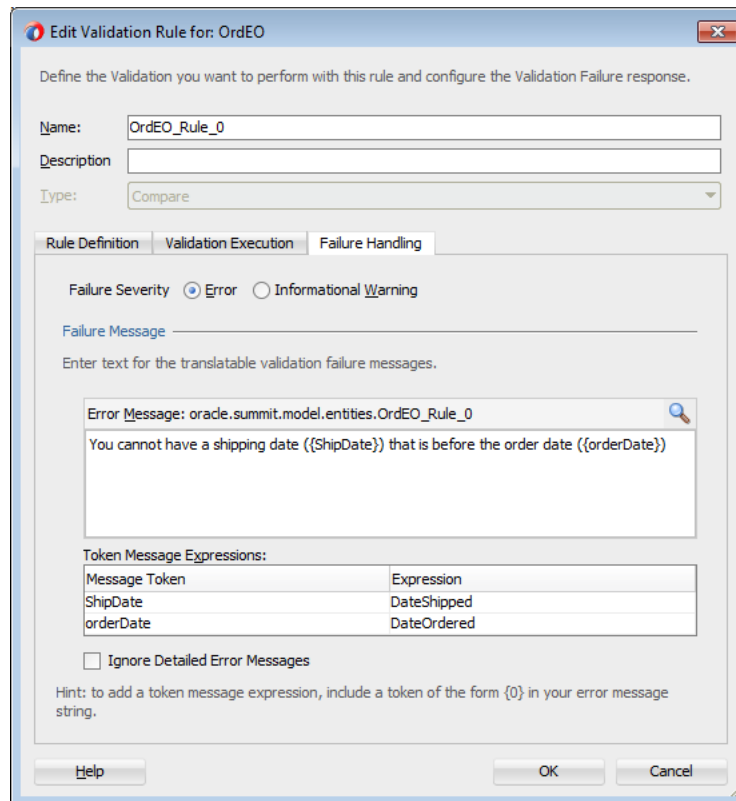 Edit Validation Rule for: OrdEO
Define the Validation you want to perform with this rule and configure the Validation Failure response.
Name: OrdEO_Rule_0
Description
Type: Compare
Rule Definition Validation Execution Failure Handling
Failure Severity Error Informational Warning
Failure Message
Enter text for the translatable validation failure messages.
Error Message: oracle.summit.model.entities.OrdEO_Rule_0
You cannot have a shipping date ({ShipDate}) that is before the order date ({orderDate})
Token Message Expressions:
Message Token Expression
ShipDate DateShipped
orderDate DateOrdered
Ignore Detailed Error Messages
Hint: to add a token message expression, include a token of the form {0} in your error message
string.
Help OK Cancel